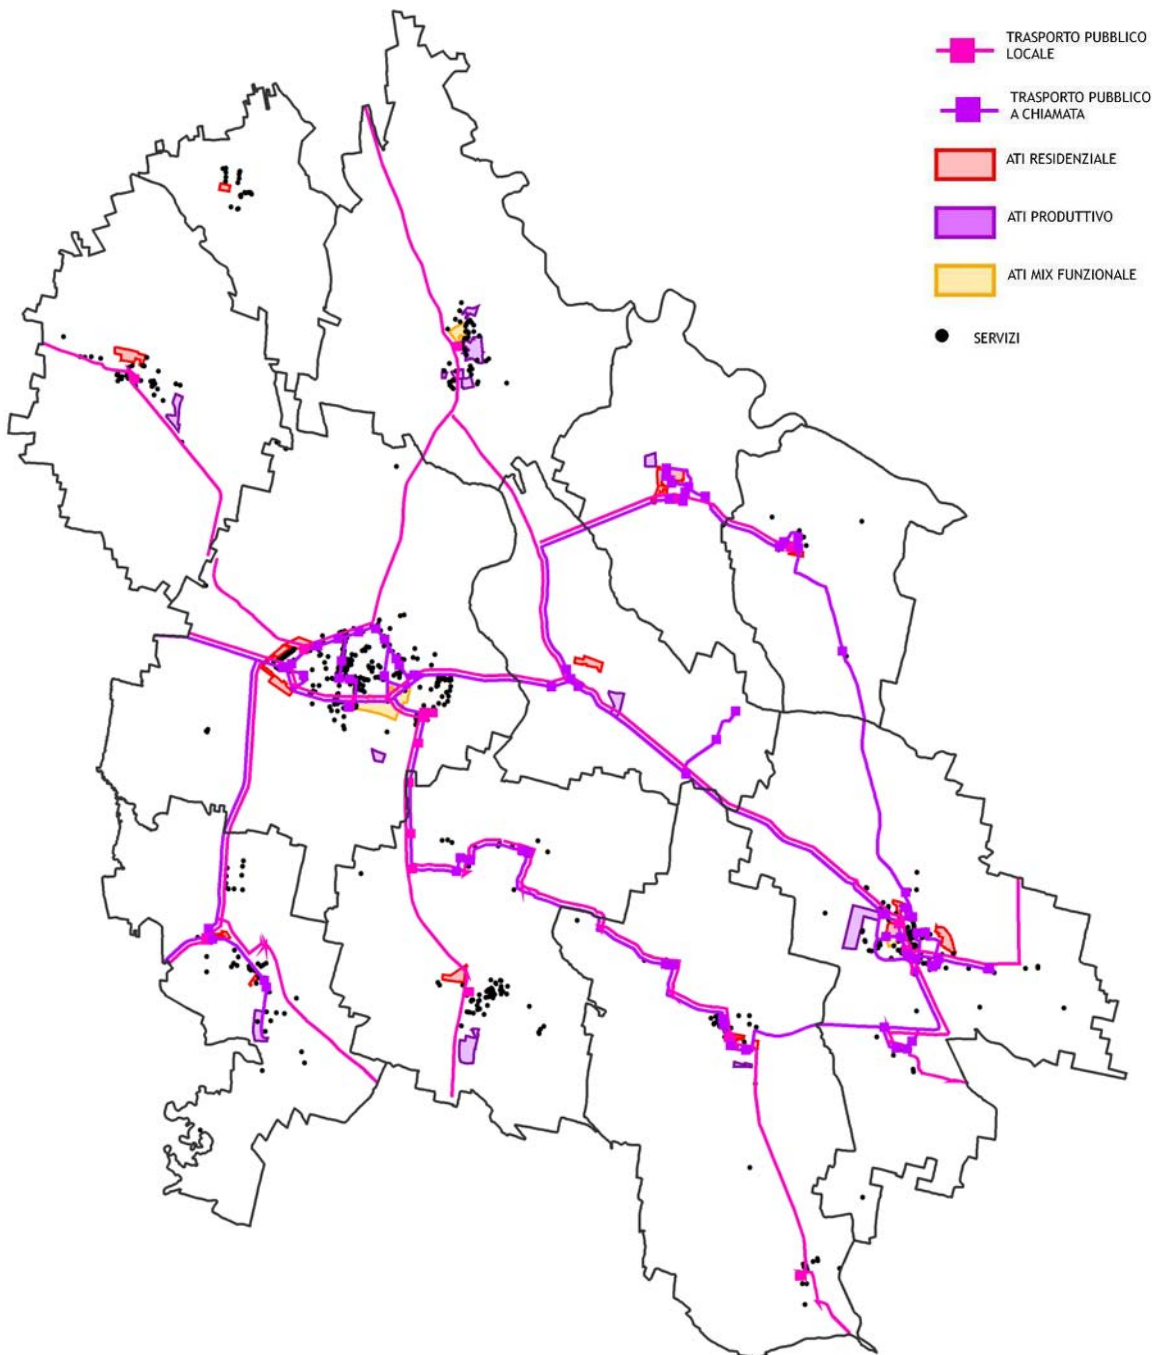 TRASPORTO PUBBLICO
LOCALE
TRASPORTO PUBBLICO
A CHIAMATA
ATI RESIDENZIALE
ATI PRODUTTIVO
ATI MIX FUNZIONALE
SERVIZI